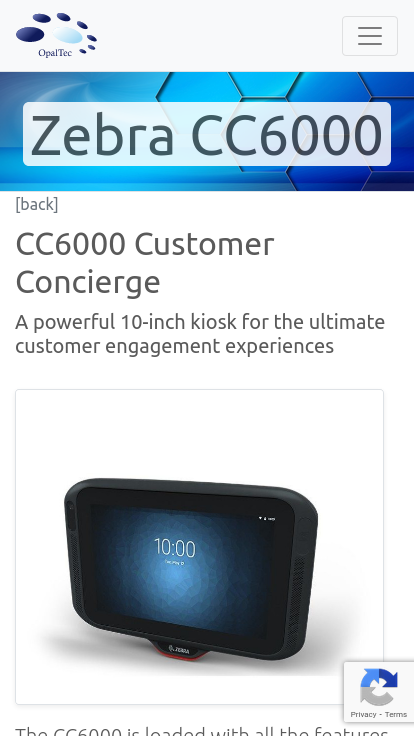 OpalTec
Zebra CC6000
[back]
CC6000 Customer
Concierge
A powerful 10-inch kiosk for the ultimate
customer engagement experiences
10:00
ZEBRA
Privacy - Terms
The CC6000 is loaded with all the features